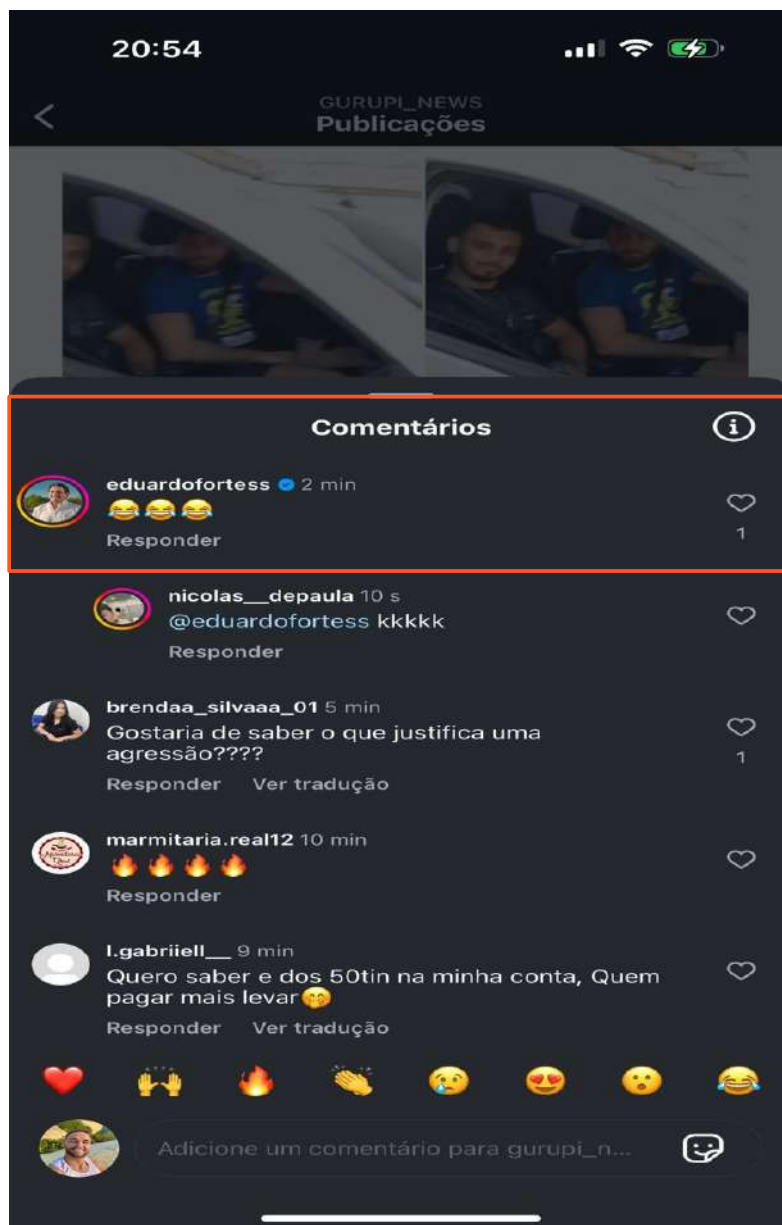 20:54
GURUPI_NEWS
Publicações
Comentários
eduardofortess 2 min
😂😂😂
Responder
1
nicolas__depaula 10 s
@eduardofortess kkkkk
Responder
brendaa_silvaaa_01 5 min
Gostaria de saber o que justifica uma
agressão????
1
Responder Ver tradução
marmitaria.real12 10 min
🔥🔥🔥🔥
Responder
l.gabriiell__ 9 min
Quero saber e dos 50tin na minha conta, Quem
pagar mais levar🤭
Responder Ver tradução
Adicione um comentário para gurupi_n...